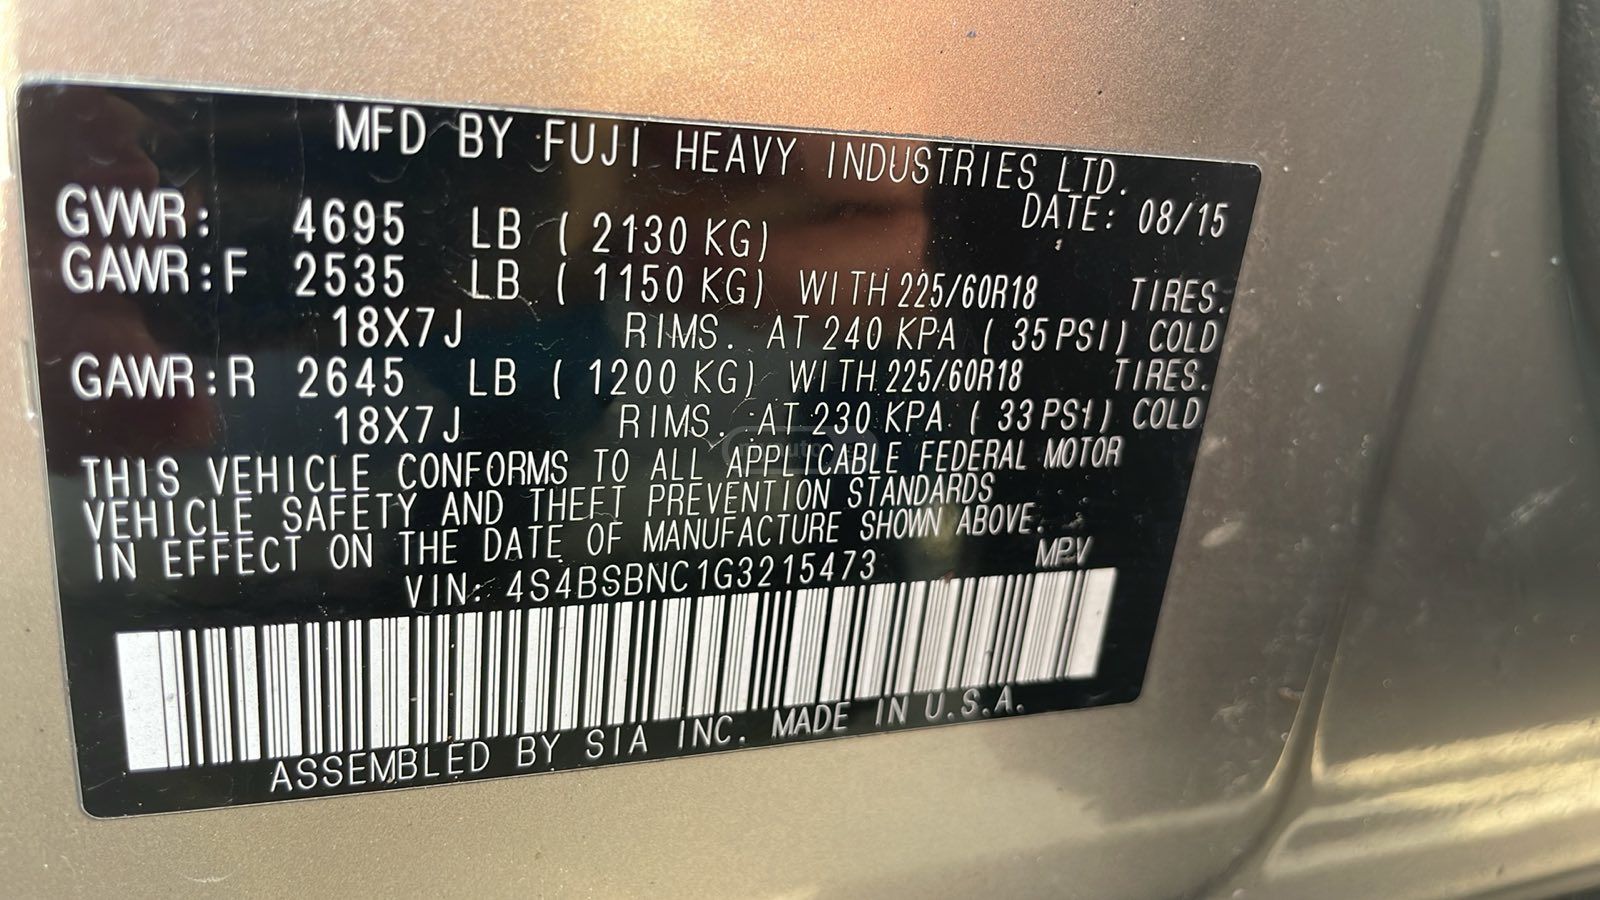 MFD BY FUJI HEAVY INDUSTRIES LTD.
DATE: 08/15
GVWR: 4695 LB ( 2130 KG)
GAWR:F 2535 LB ( 1150 KG) WITH 225/60R18 TIRES.
18X7J RIMS. AT 240 KPA ( 35 PSI) COLD
GAWR:R 2645 LB ( 1200 KG) WITH 225/60R18 TIRES.
18X7J RIMS. AT 230 KPA ( 33 PSI) COLD
THIS VEHICLE CONFORMS TO ALL APPLICABLE FEDERAL MOTOR
VEHICLE SAFETY AND THEFT PREVENTION STANDARDS
IN EFFECT ON THE DATE OF MANUFACTURE SHOWN ABOVE.
VIN: 4S4BSBNC1G3215473 MPV
ASSEMBLED BY SIA INC. MADE IN U.S.A.